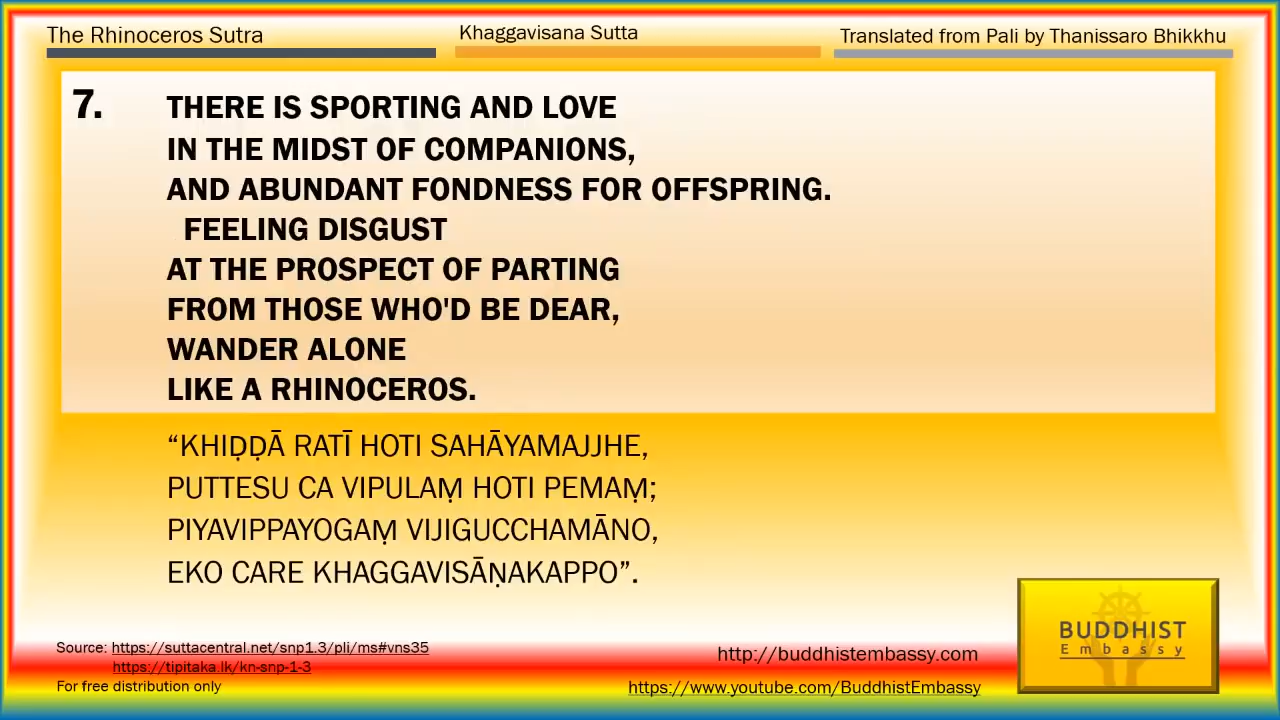 The Rhinoceros Sutra
Khaggavisana Sutta
Translated from Pali by Thanissaro Bhikkhu
7.
THERE IS SPORTING AND LOVE
IN THE MIDST OF COMPANIONS,
AND ABUNDANT FONDNESS FOR OFFSPRING.
FEELING DISGUST
AT THE PROSPECT OF PARTING
FROM THOSE WHO'D BE DEAR,
WANDER ALONE
LIKE A RHINOCEROS.
“KHIḌḌĀ RATĪ HOTI SAHĀYAMAJJHE,
PUTTESU CA VIPULAṂ HOTI PEMAṂ;
PIYAVIPPAYOGAṂ VIJIGUCCHAMĀNO,
EKO CARE KHAGGAVISĀṆAKAPPO”.
Source: https://suttacentral.net/snp1.3/pli/ms#vns35
https://tipitaka.lk/kn-snp-1-3
For free distribution only
http://buddhistembassy.com
https://www.youtube.com/BuddhistEmbassy
BUDDHIST
Embassy